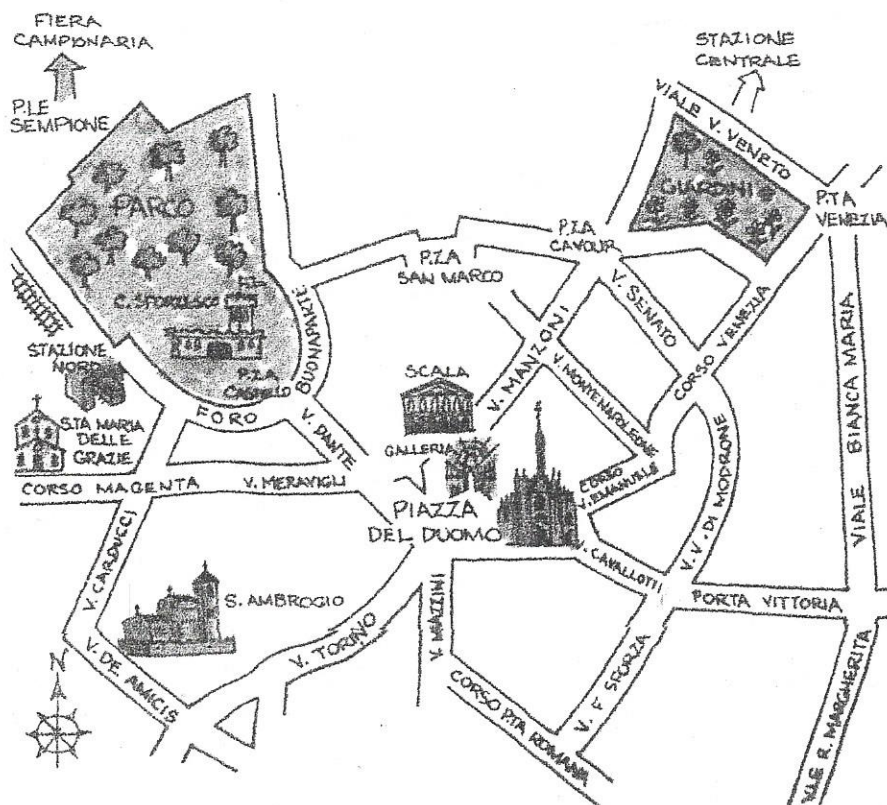 FIERA
CAMPIONARIA
STAZIONE
CENTRALE
P.LE
SEMPIONE
VIALE V. VENETO
PARCO
GIARDINI
P.TA
VENEZIA
P.ZA
CAVOUR
P.ZA
SAN MARCO
C. SFORZESCO
BUONAPARTE
V. SENATO
CORSO VENEZIA
VIALE BIANCA MARIA
STAZIONE
NORD
P.ZA
CASTELLO
SCALA
V. MANZONI
V. MONTENAPOLEONE
S.TA MARIA
DELLE
GRAZIE
FORO
V. DANTE
GALLERIA
CORSO
V. EMANUELE
V. V. DI MODRONE
CORSO MAGENTA
V. MERAVIGLI
PIAZZA
DEL DUOMO
V. CARDUCCI
V. CAVALLOTTI
PORTA VITTORIA
S. AMBROGIO
V. TORINO
V. MAZZINI
N
V. DE AMICIS
CORSO P.TA ROMANA
V. F SFORZA
V.LE R. MARGHERITA